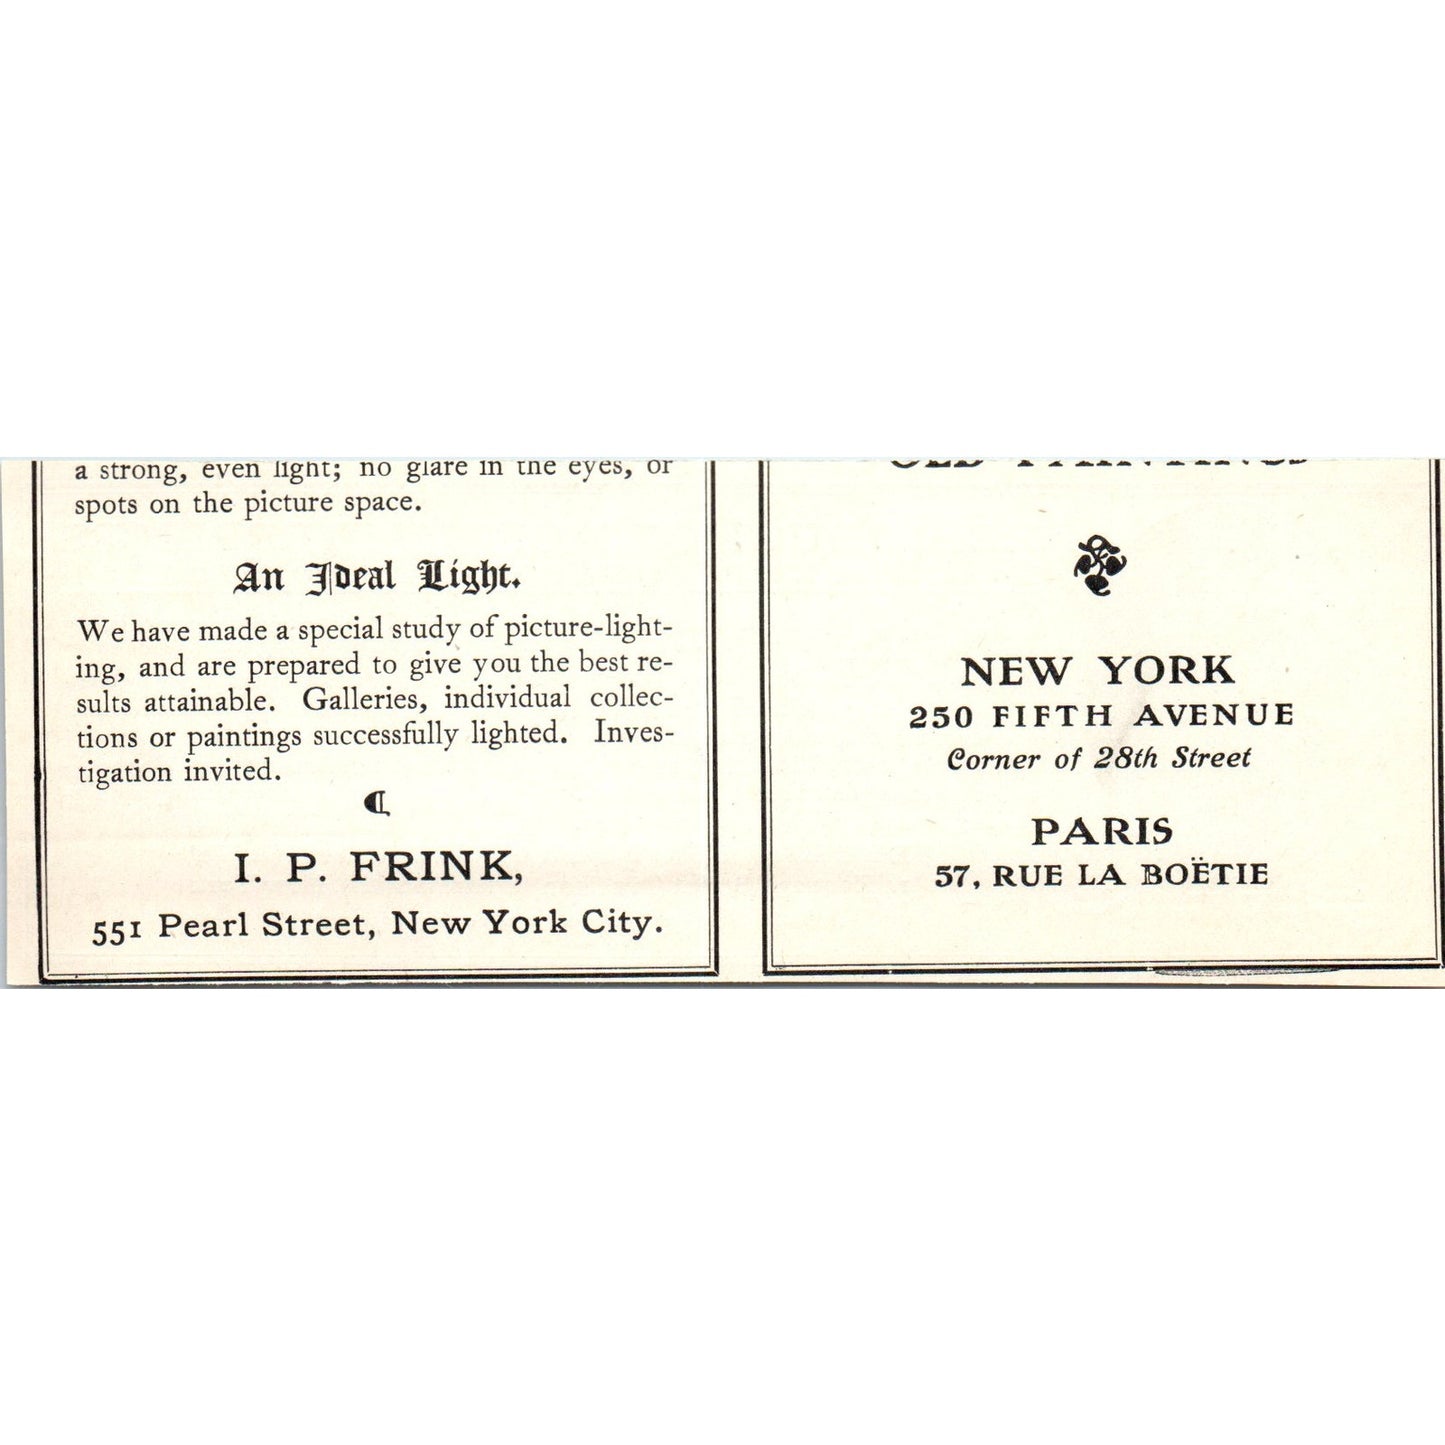 a strong, even light; no glare in the eyes, or
spots on the picture space.
An Ideal Light.
We have made a special study of picture-light-
ing, and are prepared to give you the best re-
sults attainable. Galleries, individual collec-
tions or paintings successfully lighted. Inves-
tigation invited.
I. P. FRINK,
551 Pearl Street, New York City.
OLD PAINTINGS
NEW YORK
250 FIFTH AVENUE
Corner of 28th Street
PARIS
57, RUE LA BOËTIE